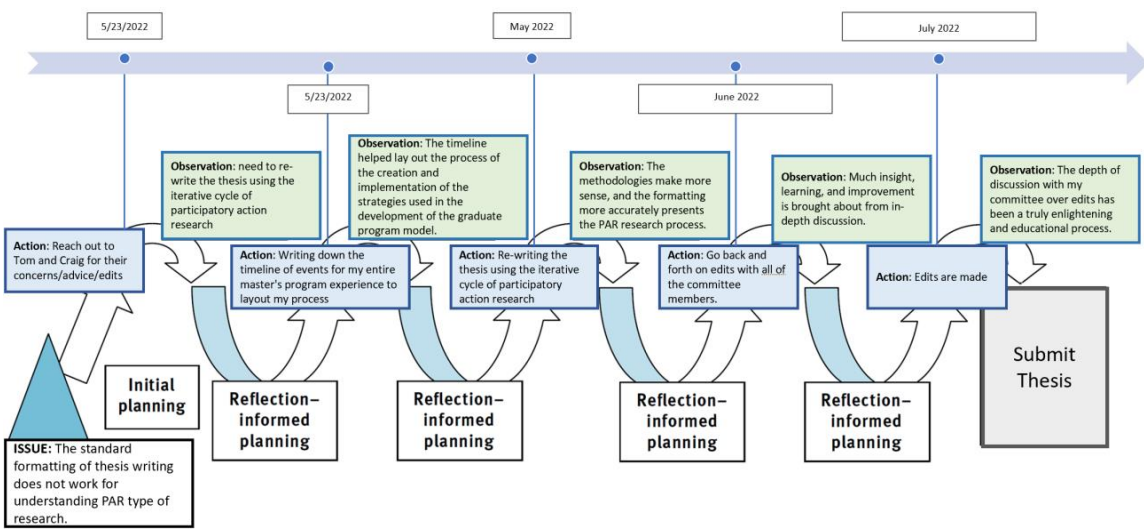 5/23/2022
May 2022
July 2022
5/23/2022
June 2022
Observation: need to re-
write the thesis using the
iterative cycle of
participatory action
research
Observation: The timeline
helped lay out the process of
the creation and
implementation of the
strategies used in the
development of the graduate
program model.
Observation: The
methodologies make more
sense, and the formatting
more accurately presents
the PAR research process.
Observation: Much insight,
learning, and improvement
is brought about from in-
depth discussion.
Observation: The depth of
discussion with my
committee over edits has
been a truly enlightening
and educational process.
Action: Reach out to
Tom and Craig for their
concerns/advice/edits
Action: Writing down the
timeline of events for my entire
master's program experience to
layout my process
Action: Re-writing the
thesis using the iterative
cycle of participatory
action research
Action: Go back and
forth on edits with all of
the committee
members.
Action: Edits are made
Submit
Thesis
Initial
planning
Reflection–
informed
planning
Reflection–
informed
planning
Reflection–
informed
planning
Reflection–
informed
planning
ISSUE: The standard
formatting of thesis writing
does not work for
understanding PAR type of
research.